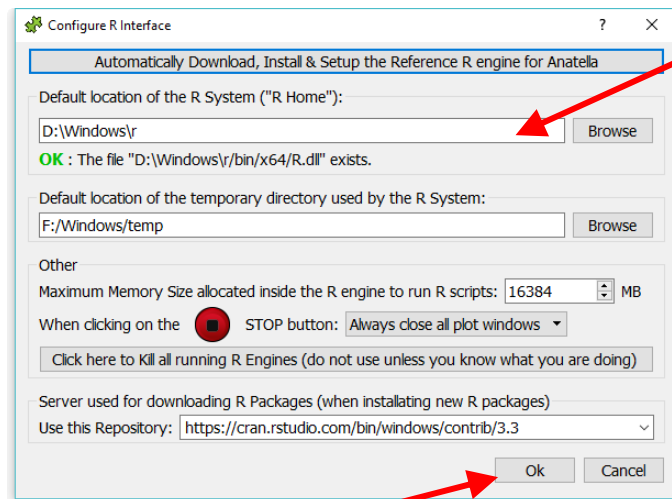 Configure R Interface
Automatically Download, Install & Setup the Reference R engine for Anatella
Default location of the R System ("R Home"):
D:\Windows\r
Browse
OK : The file "D:\Windows\r/bin/x64/R.dll" exists.
Default location of the temporary directory used by the R System:
F:/Windows/temp
Browse
Other
Maximum Memory Size allocated inside the R engine to run R scripts: 16384 MB
When clicking on the STOP button: Always close all plot windows
Click here to Kill all running R Engines (do not use unless you know what you are doing)
Server used for downloading R Packages (when installating new R packages)
Use this Repository: https://cran.rstudio.com/bin/windows/contrib/3.3
Ok Cancel